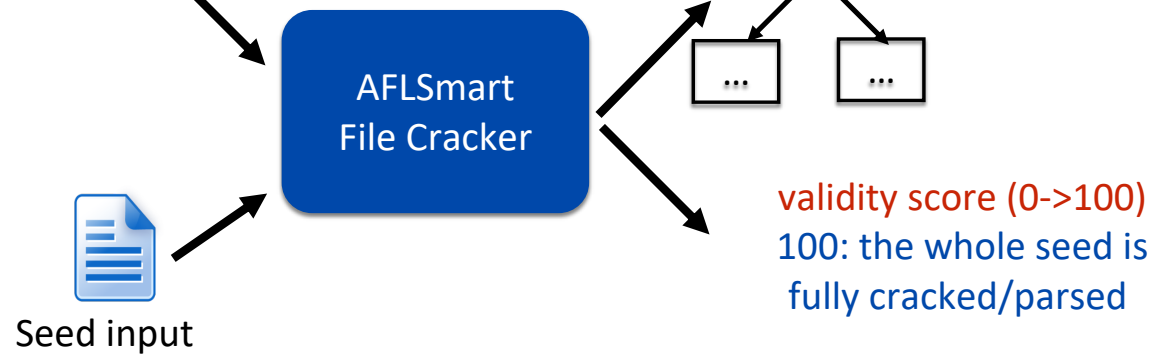 ...
...
AFLSmart
File Cracker
validity score (0->100)
100: the whole seed is
fully cracked/parsed
Seed input